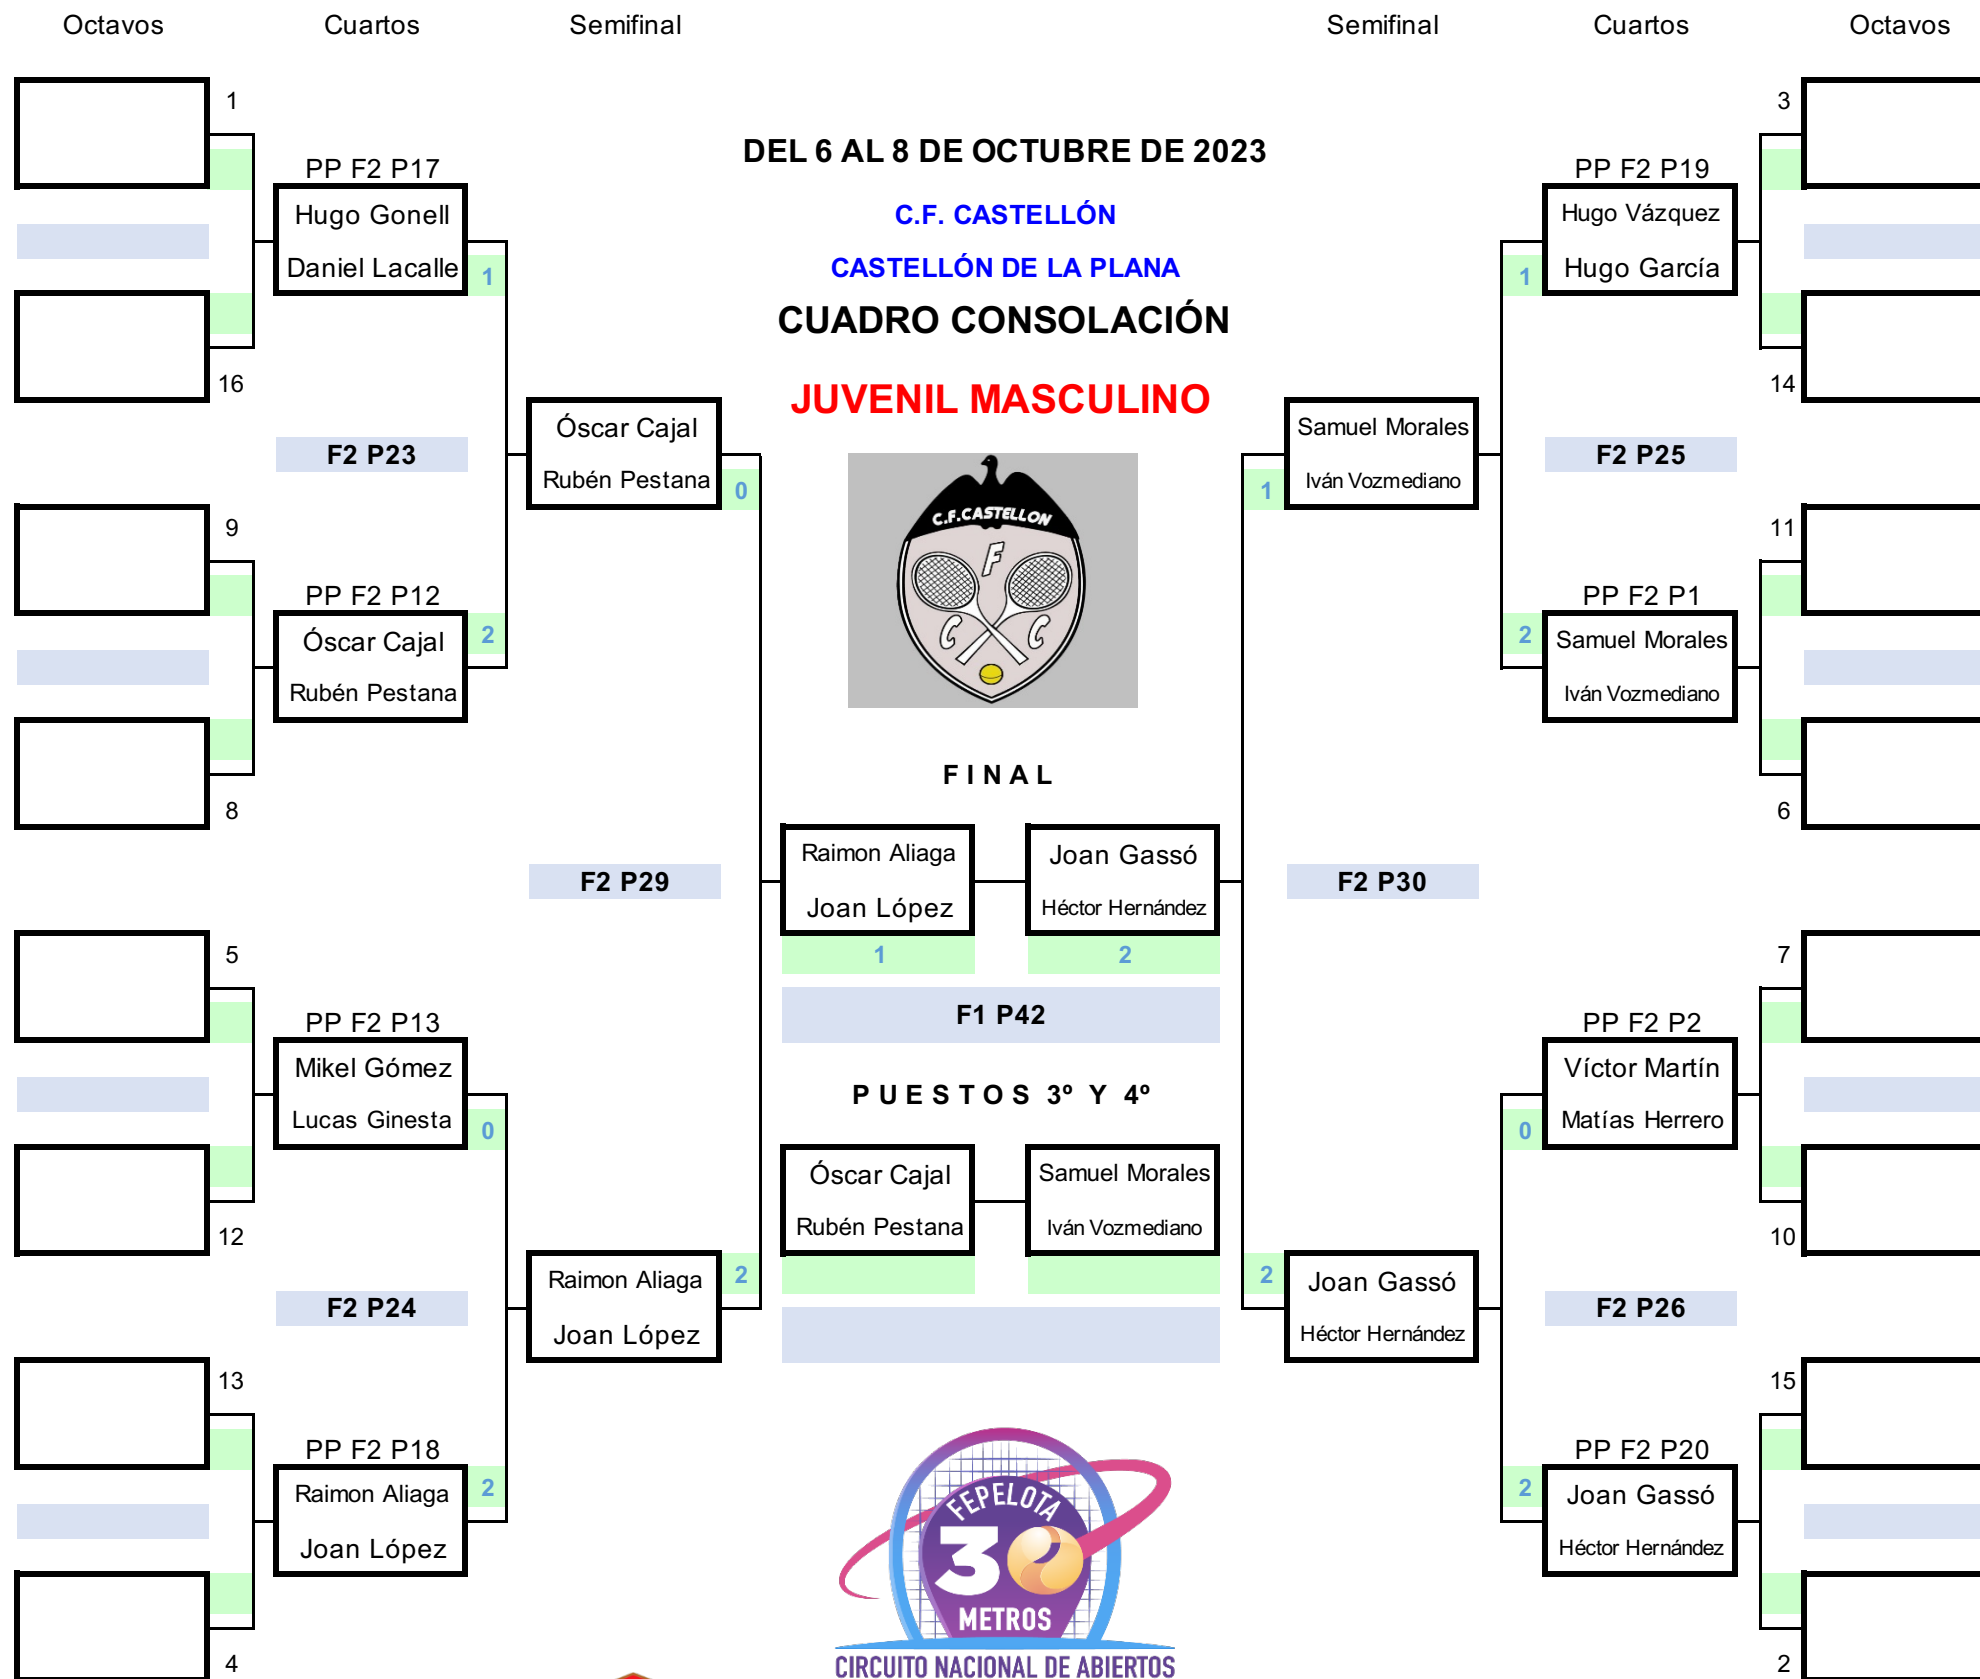 Octavos Cuartos Semifinal Semifinal Cuartos Octavos
1 3
DEL 6 AL 8 DE OCTUBRE DE 2023
PP F2 P17 PP F2 P19
Hugo Gonell C.F. CASTELLÓN Hugo Vázquez
Daniel Lacalle 1 CASTELLÓN DE LA PLANA 1 Hugo García
CUADRO CONSOLACIÓN
16 14
JUVENIL MASCULINO
Óscar Cajal Samuel Morales
F2 P23 F2 P25
Rubén Pestana 0 1 Iván Vozmediano
C.F.CASTELLON
9 11
F
PP F2 P12 PP F2 P1
Óscar Cajal 2 C C 2 Samuel Morales
Rubén Pestana Iván Vozmediano
FINAL
8 6
Raimon Aliaga Joan Gassó
F2 P29 F2 P30
Joan López Héctor Hernández
5 1 2 7
F1 P42
PP F2 P13 PP F2 P2
Mikel Gómez Víctor Martín
PUESTOS 3º Y 4º
Lucas Ginesta 0 0 Matías Herrero
Óscar Cajal Samuel Morales
Rubén Pestana Iván Vozmediano
12 10
Raimon Aliaga 2 2 Joan Gassó
F2 P24 F2 P26
Joan López Héctor Hernández
13 15
PP F2 P18 PP F2 P20
Raimon Aliaga 2 2 Joan Gassó
FEPELOTA
Joan López Héctor Hernández
30
METROS
4 2
CIRCUITO NACIONAL DE ABIERTOS